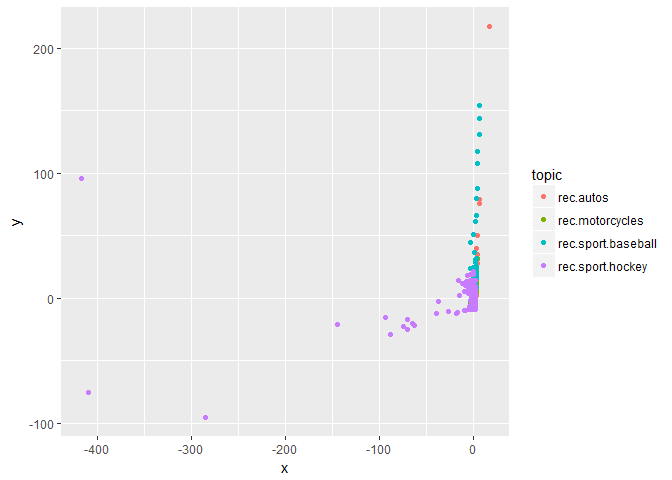 200
100
0
-100
y
-400
-300
-200
-100
0
x
topic
rec.autos
rec.motorcycles
rec.sport.baseball
rec.sport.hockey